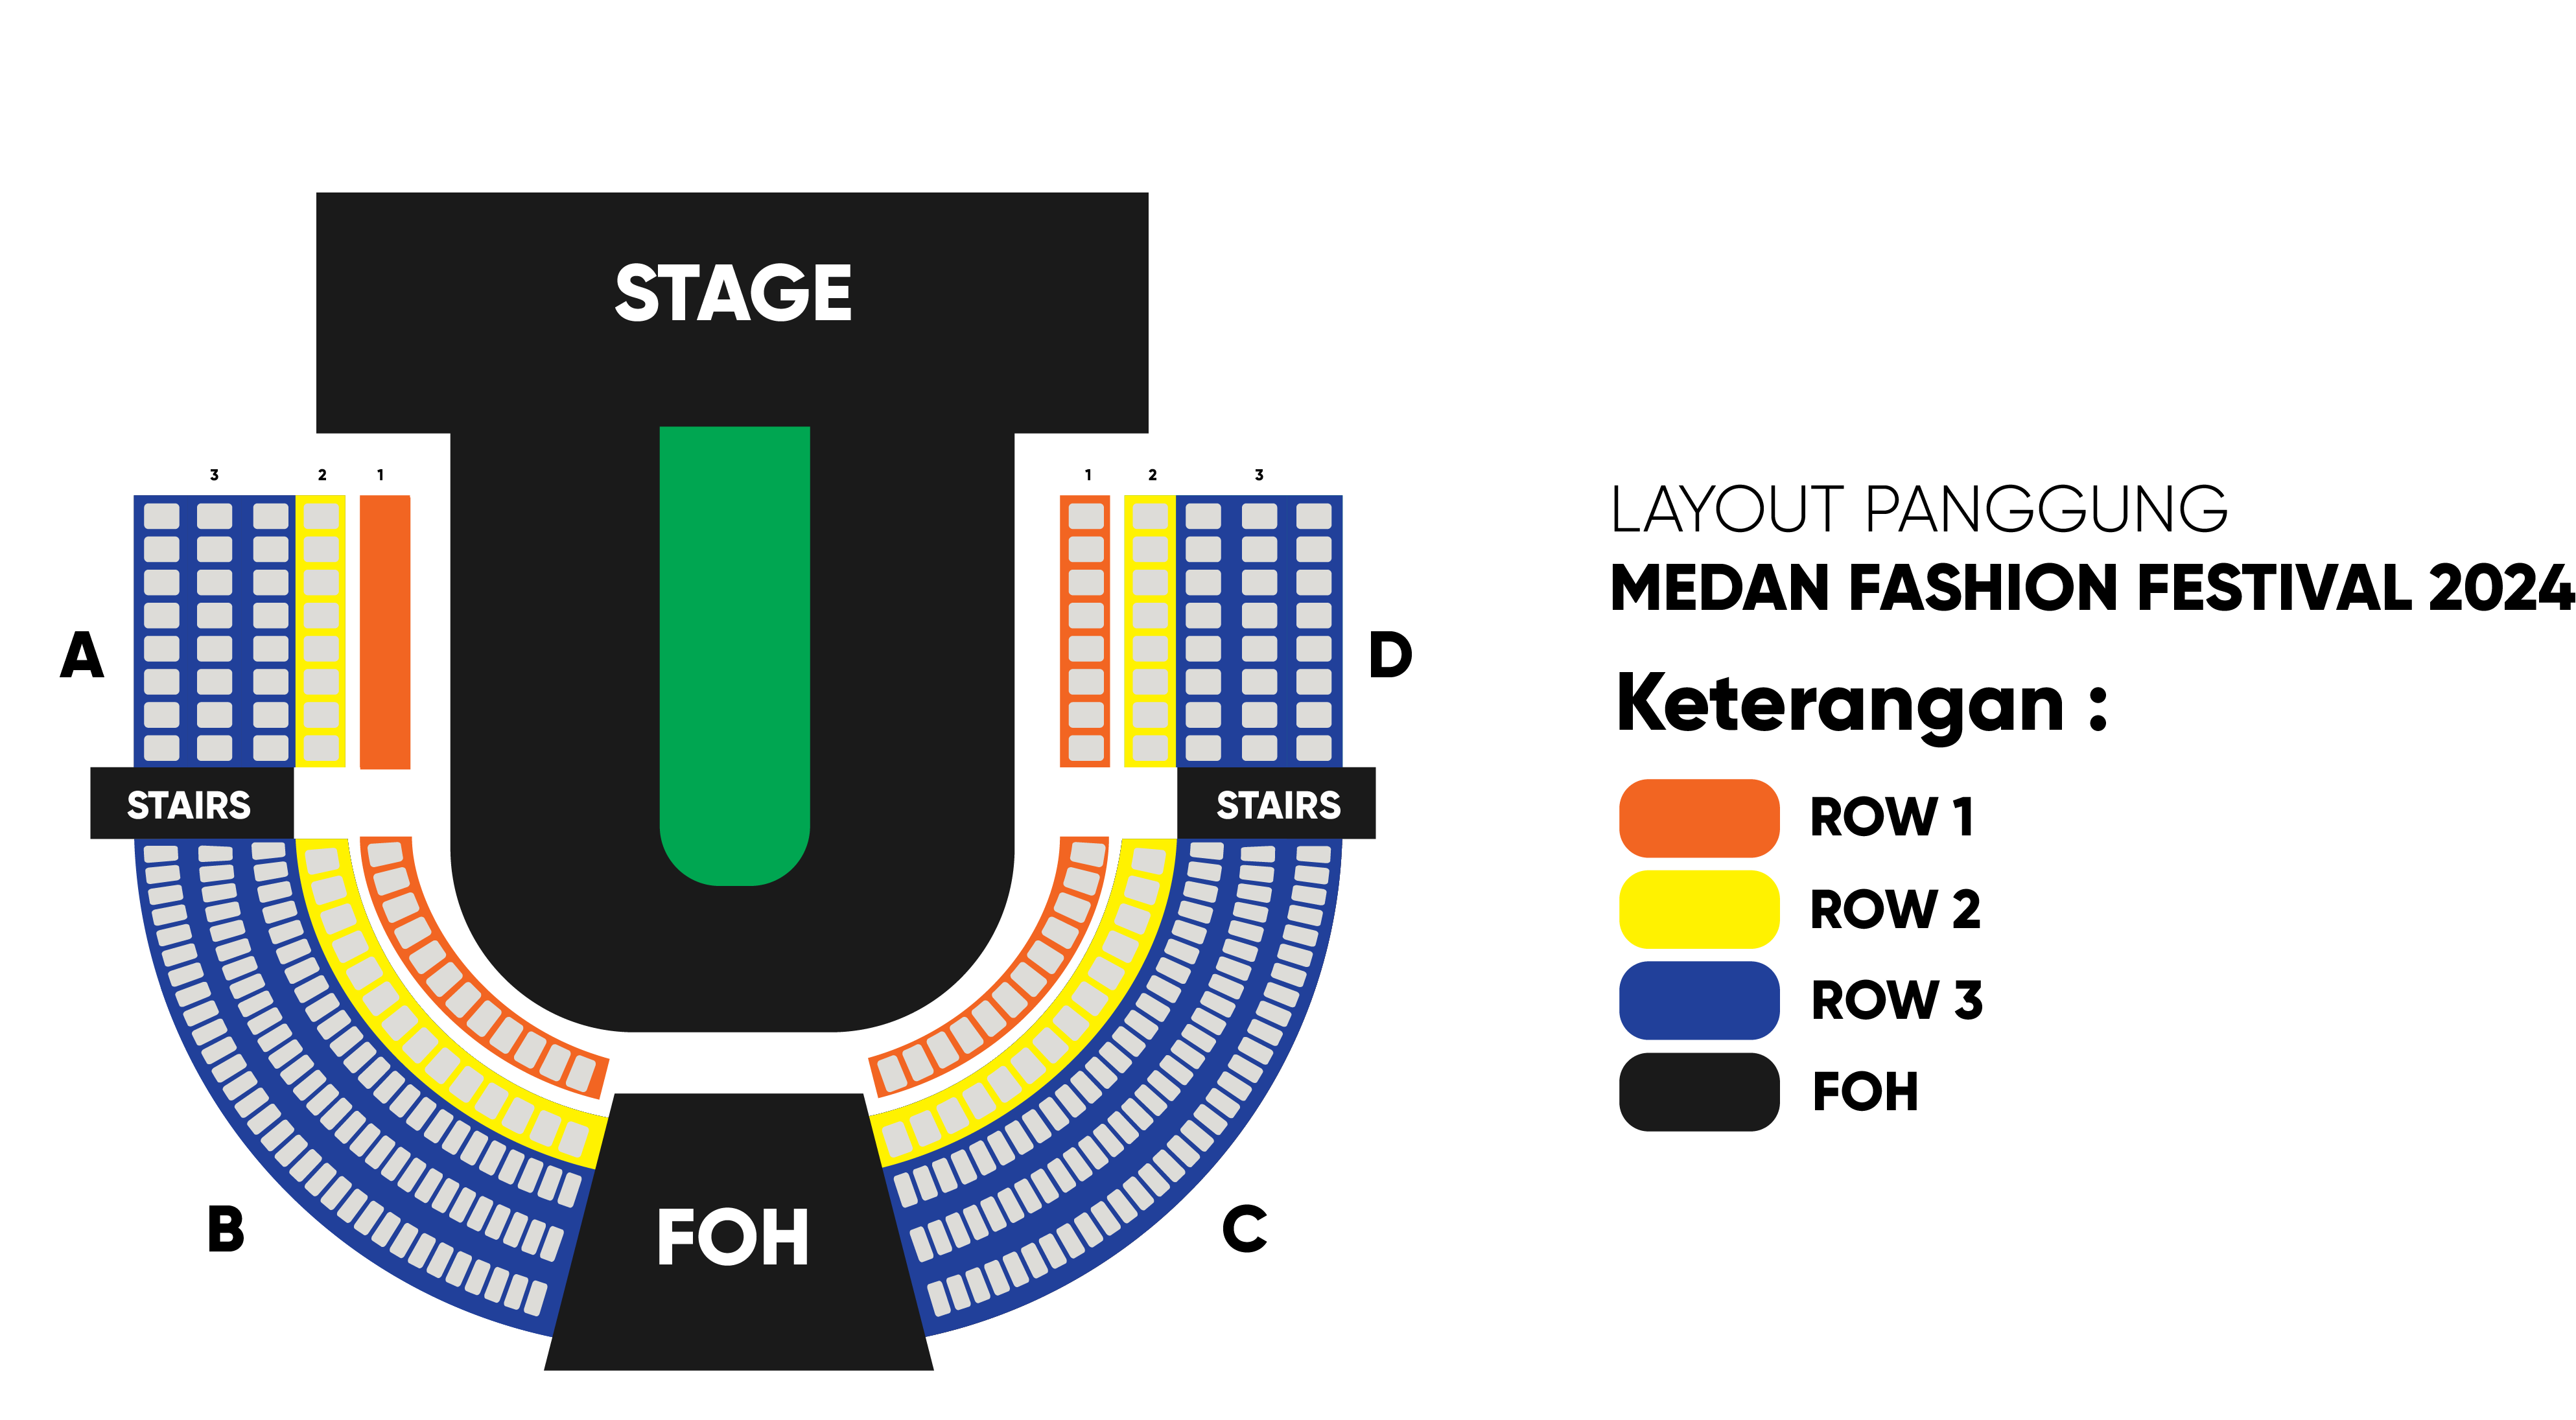 STAGE
3 2 1
1 2 3
A
D
STAIRS
STAIRS
B
C
FOH
LAYOUT PANGGUNG
MEDAN FASHION FESTIVAL 2024
Keterangan :
ROW 1
ROW 2
ROW 3
FOH